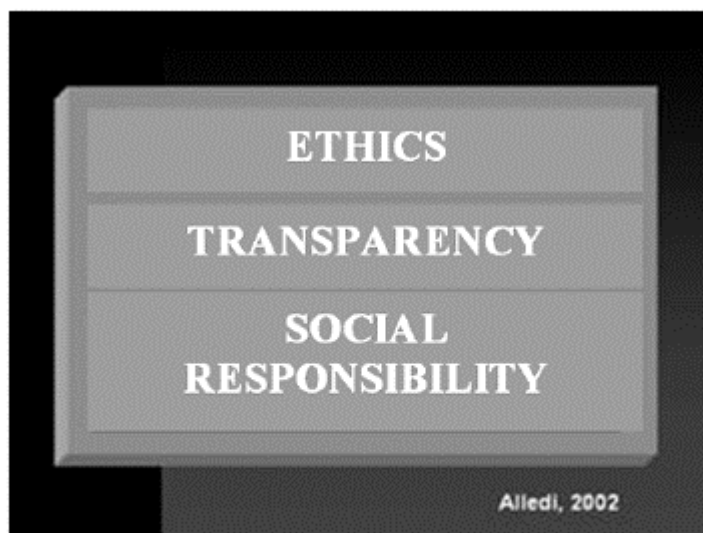 ETHICS
TRANSPARENCY
SOCIAL
RESPONSIBILITY
Alledi, 2002